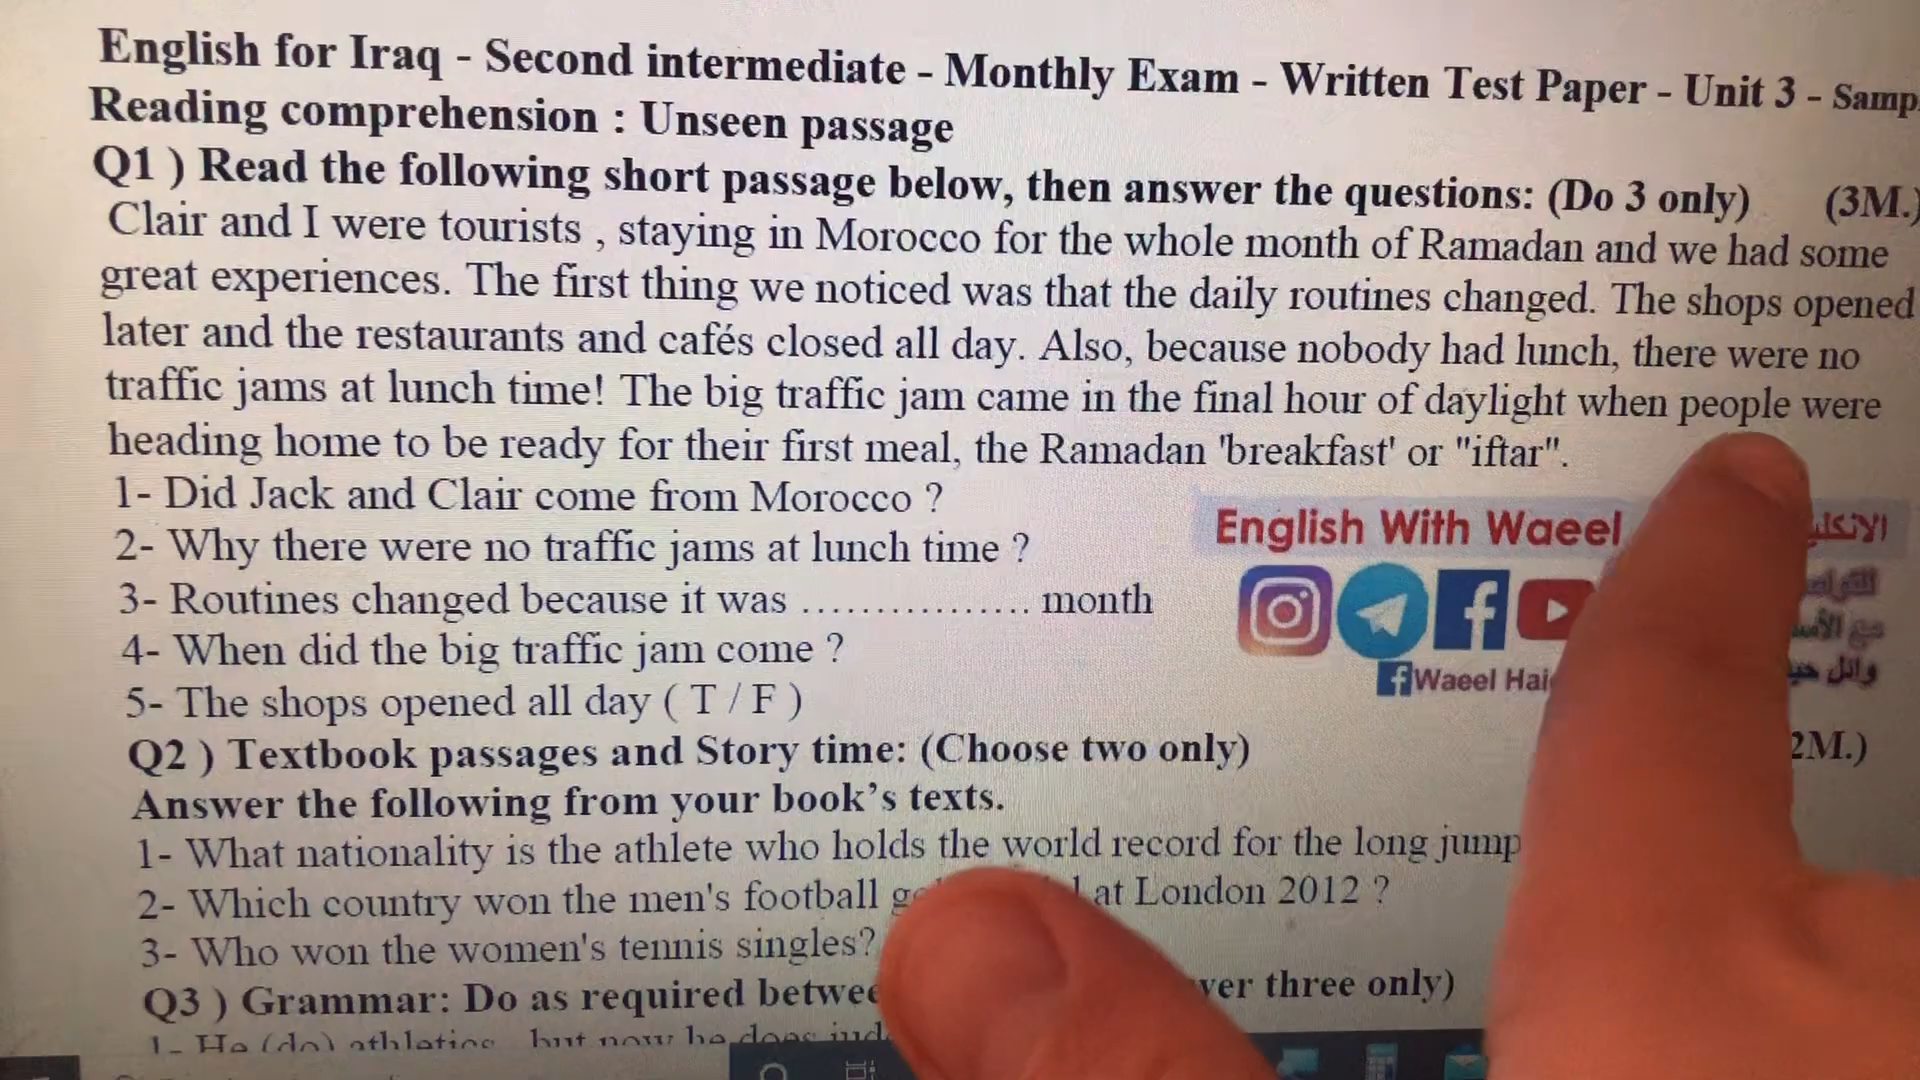 English for Iraq - Second intermediate - Monthly Exam - Written Test Paper - Unit 3 - Samp
Reading comprehension : Unseen passage
Q1 ) Read the following short passage below, then answer the questions: (Do 3 only) (3M.)
Clair and I were tourists , staying in Morocco for the whole month of Ramadan and we had some
great experiences. The first thing we noticed was that the daily routines changed. The shops opened
later and the restaurants and cafés closed all day. Also, because nobody had lunch, there were no
traffic jams at lunch time! The big traffic jam came in the final hour of daylight when people were
heading home to be ready for their first meal, the Ramadan 'breakfast' or "iftar".
1- Did Jack and Clair come from Morocco ?
2- Why there were no traffic jams at lunch time ?
3- Routines changed because it was ................ month
4- When did the big traffic jam come ?
5- The shops opened all day ( T / F )
English With Waeel
Waeel
Q2 ) Textbook passages and Story time: (Choose two only) 2M.)
Answer the following from your book's texts.
1- What nationality is the athlete who holds the world record for the long jump
2- Which country won the men's football at London 2012 ?
3- Who won the women's tennis singles?
Q3 ) Grammar: Do as required three only)
1- He (do) athletics but now he does